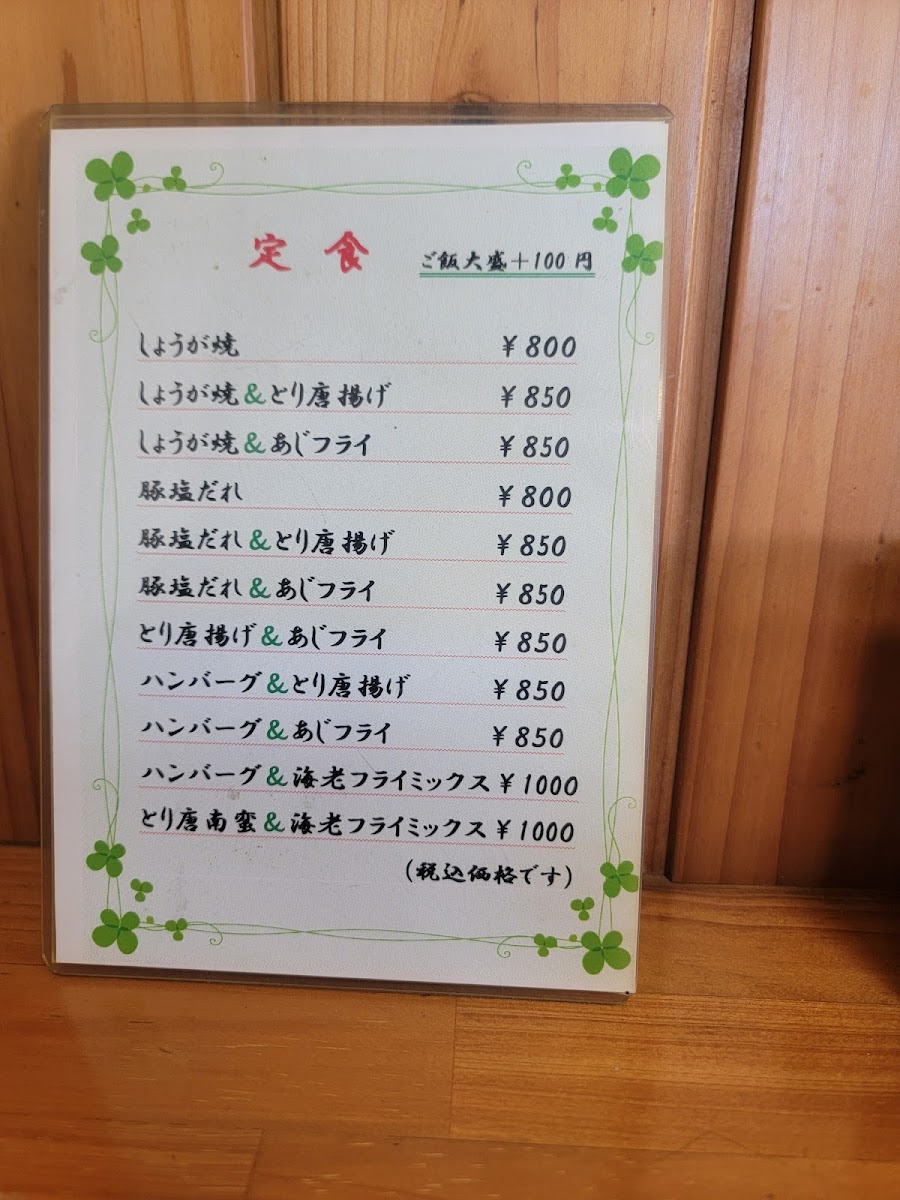 定食 ご飯大盛＋100円
しょうが焼 ¥800
しょうが焼&とり唐揚げ ¥850
しょうが焼&あじフライ ¥850
豚塩だれ ¥800
豚塩だれ&とり唐揚げ ¥850
豚塩だれ&あじフライ ¥850
とり唐揚げ&あじフライ ¥850
ハンバーグ&とり唐揚げ ¥850
ハンバーグ&あじフライ ¥850
ハンバーグ&海老フライミックス ¥1000
とり唐南蛮&海老フライミックス ¥1000
(税込価格です)